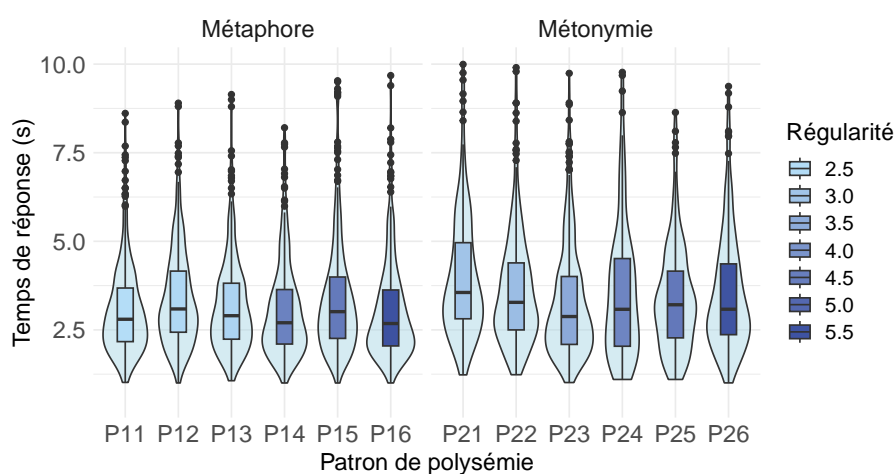 Métaphore Métonymie
10.0
7.5
5.0
2.5
Temps de réponse (s)
P11 P12 P13 P14 P15 P16 P21 P22 P23 P24 P25 P26
Patron de polysémie
Régularité
2.5
3.0
3.5
4.0
4.5
5.0
5.5